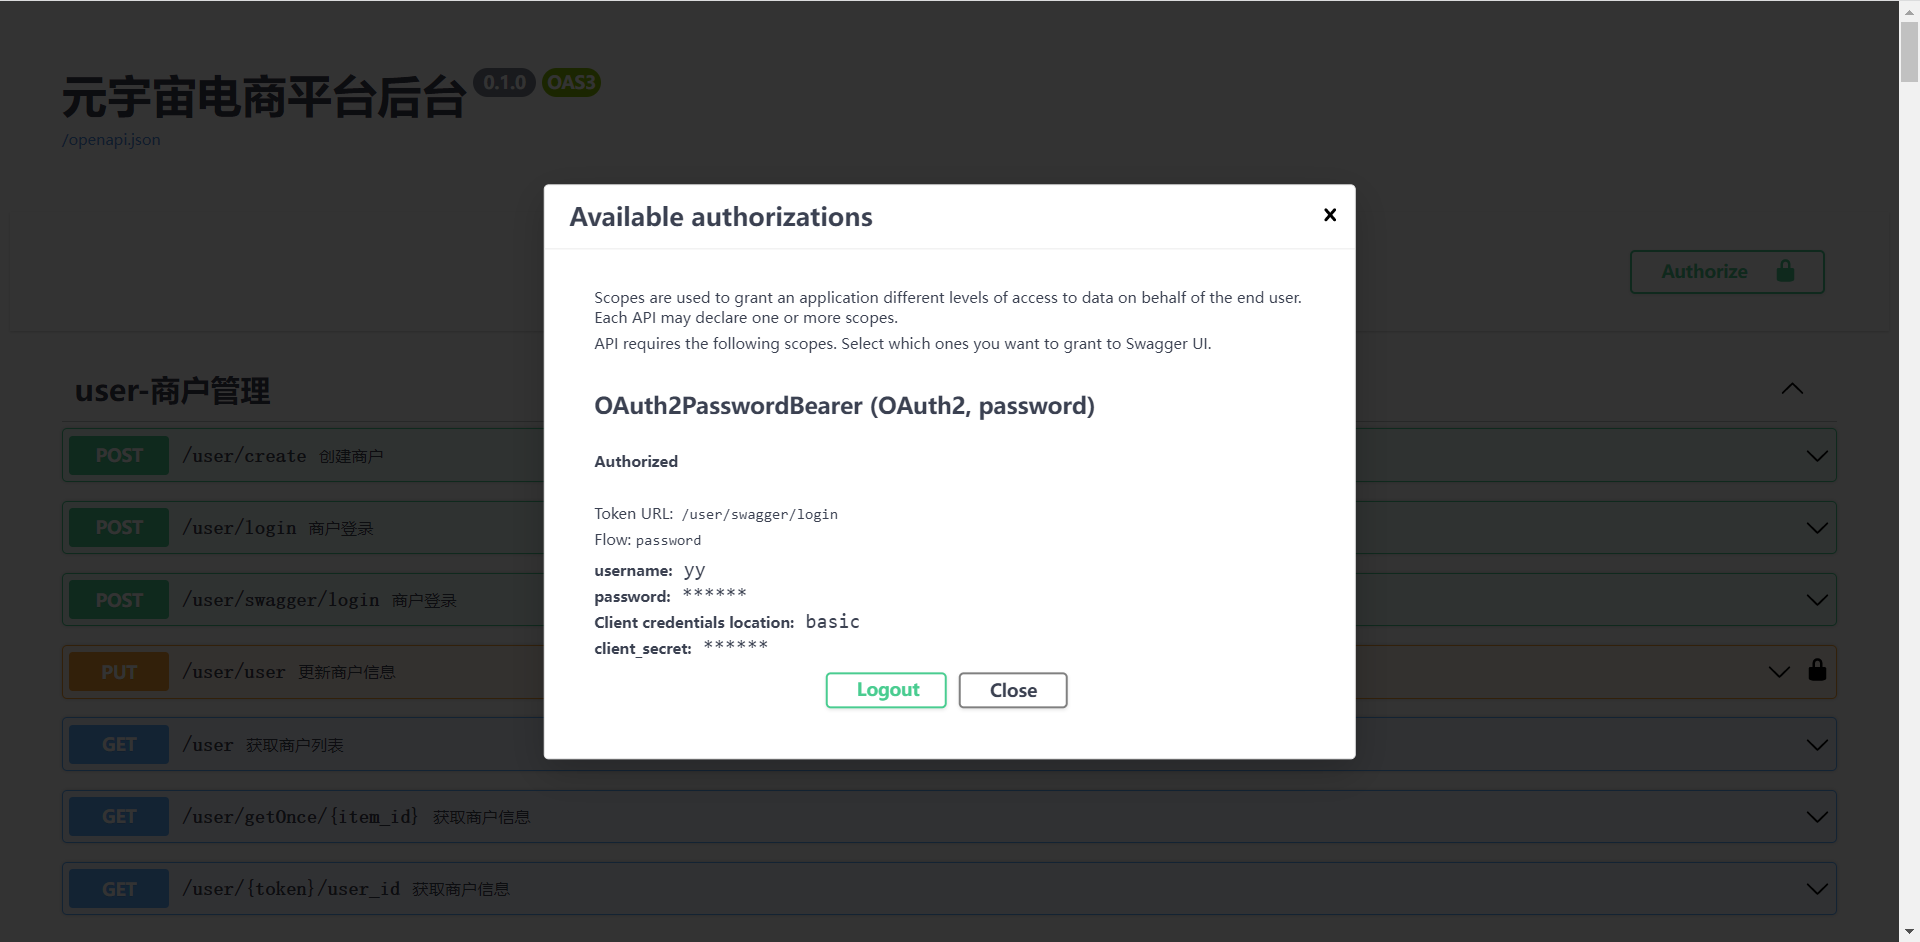 元宇宙电商平台后台 0.1.0 OAS3
/openapi.json
Authorize
Available authorizations
Scopes are used to grant an application different levels of access to data on behalf of the end user.
Each API may declare one or more scopes.
API requires the following scopes. Select which ones you want to grant to Swagger UI.
OAuth2PasswordBearer (OAuth2, password)
Authorized
Token URL: /user/swagger/login
Flow: password
username: yy
password: ******
Client credentials location: basic
client_secret: ******
Logout Close
user-商户管理
POST /user/create 创建商户
POST /user/login 商户登录
POST /user/swagger/login 商户登录
PUT /user/user 更新商户信息
GET /user 获取商户列表
GET /user/getOnce/{item_id} 获取商户信息
GET /user/{token}/user_id 获取商户信息